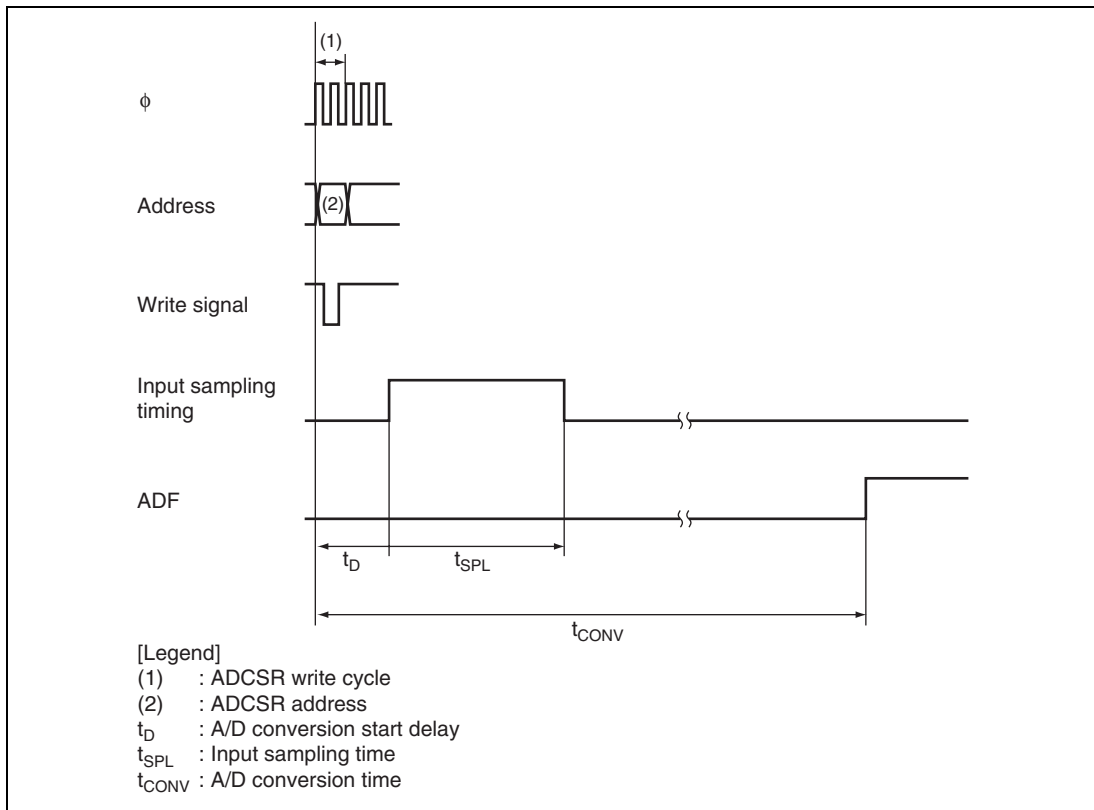 (1)
ϕ
Address
(2)
Write signal
Input sampling
timing
ADF
tD
tSPL
tCONV
[Legend]
(1) : ADCSR write cycle
(2) : ADCSR address
tD : A/D conversion start delay
tSPL : Input sampling time
tCONV : A/D conversion time